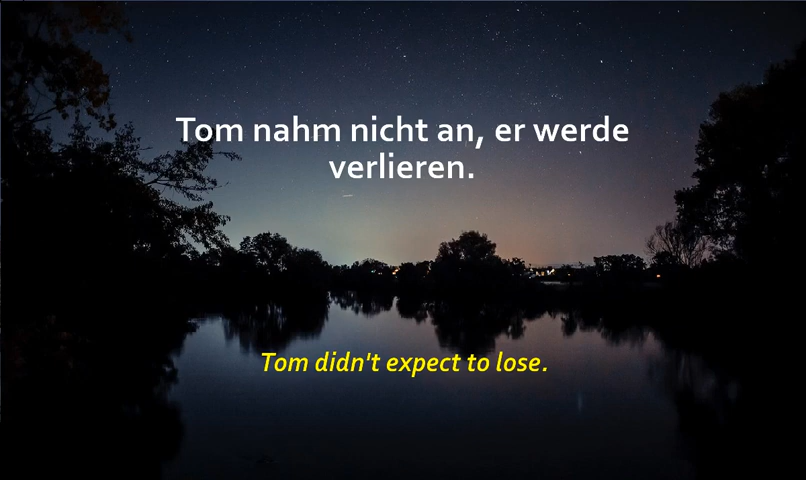 Tom nahm nicht an, er werde
verlieren.
Tom didn't expect to lose.